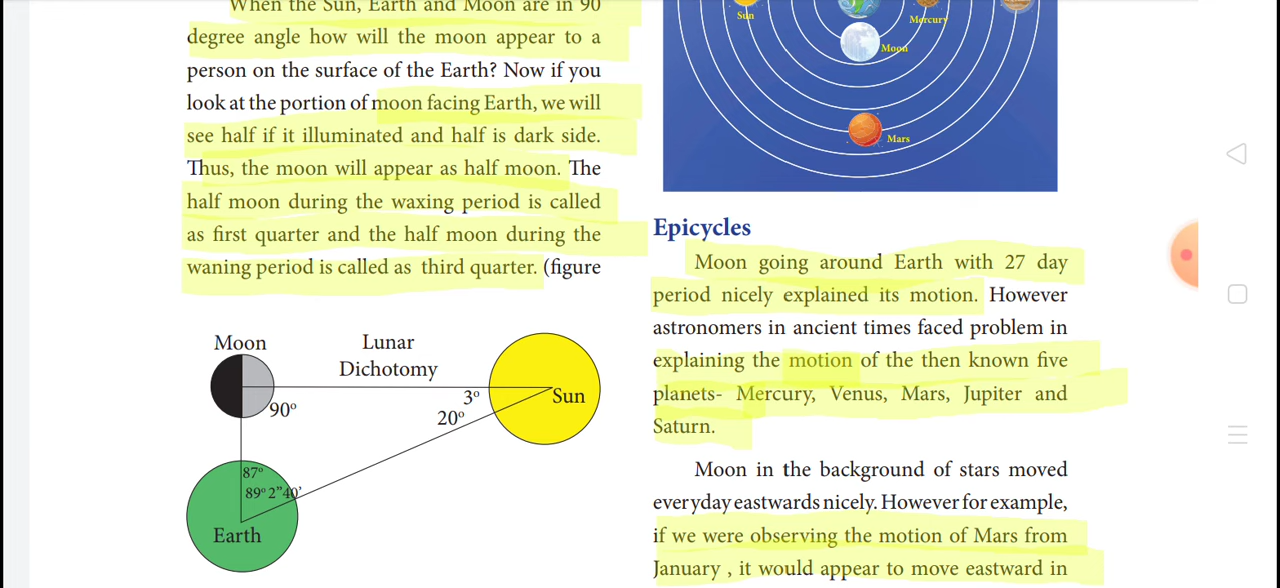 When the Sun, Earth and Moon are in 90
degree angle how will the moon appear to a
person on the surface of the Earth? Now if you
look at the portion of moon facing Earth, we will
see half if it illuminated and half is dark side.
Thus, the moon will appear as half moon. The
half moon during the waxing period is called
as first quarter and the half moon during the
waning period is called as third quarter. (figure
Moon
Lunar
Dichotomy
Sun
3º
20º
90º
87º
89º 2”40’
Earth
Sun
Mercury
Moon
Mars
Epicycles
Moon going around Earth with 27 day
period nicely explained its motion. However
astronomers in ancient times faced problem in
explaining the motion of the then known five
planets- Mercury, Venus, Mars, Jupiter and
Saturn.
Moon in the background of stars moved
everyday eastwards nicely. However for example,
if we were observing the motion of Mars from
January , it would appear to move eastward in